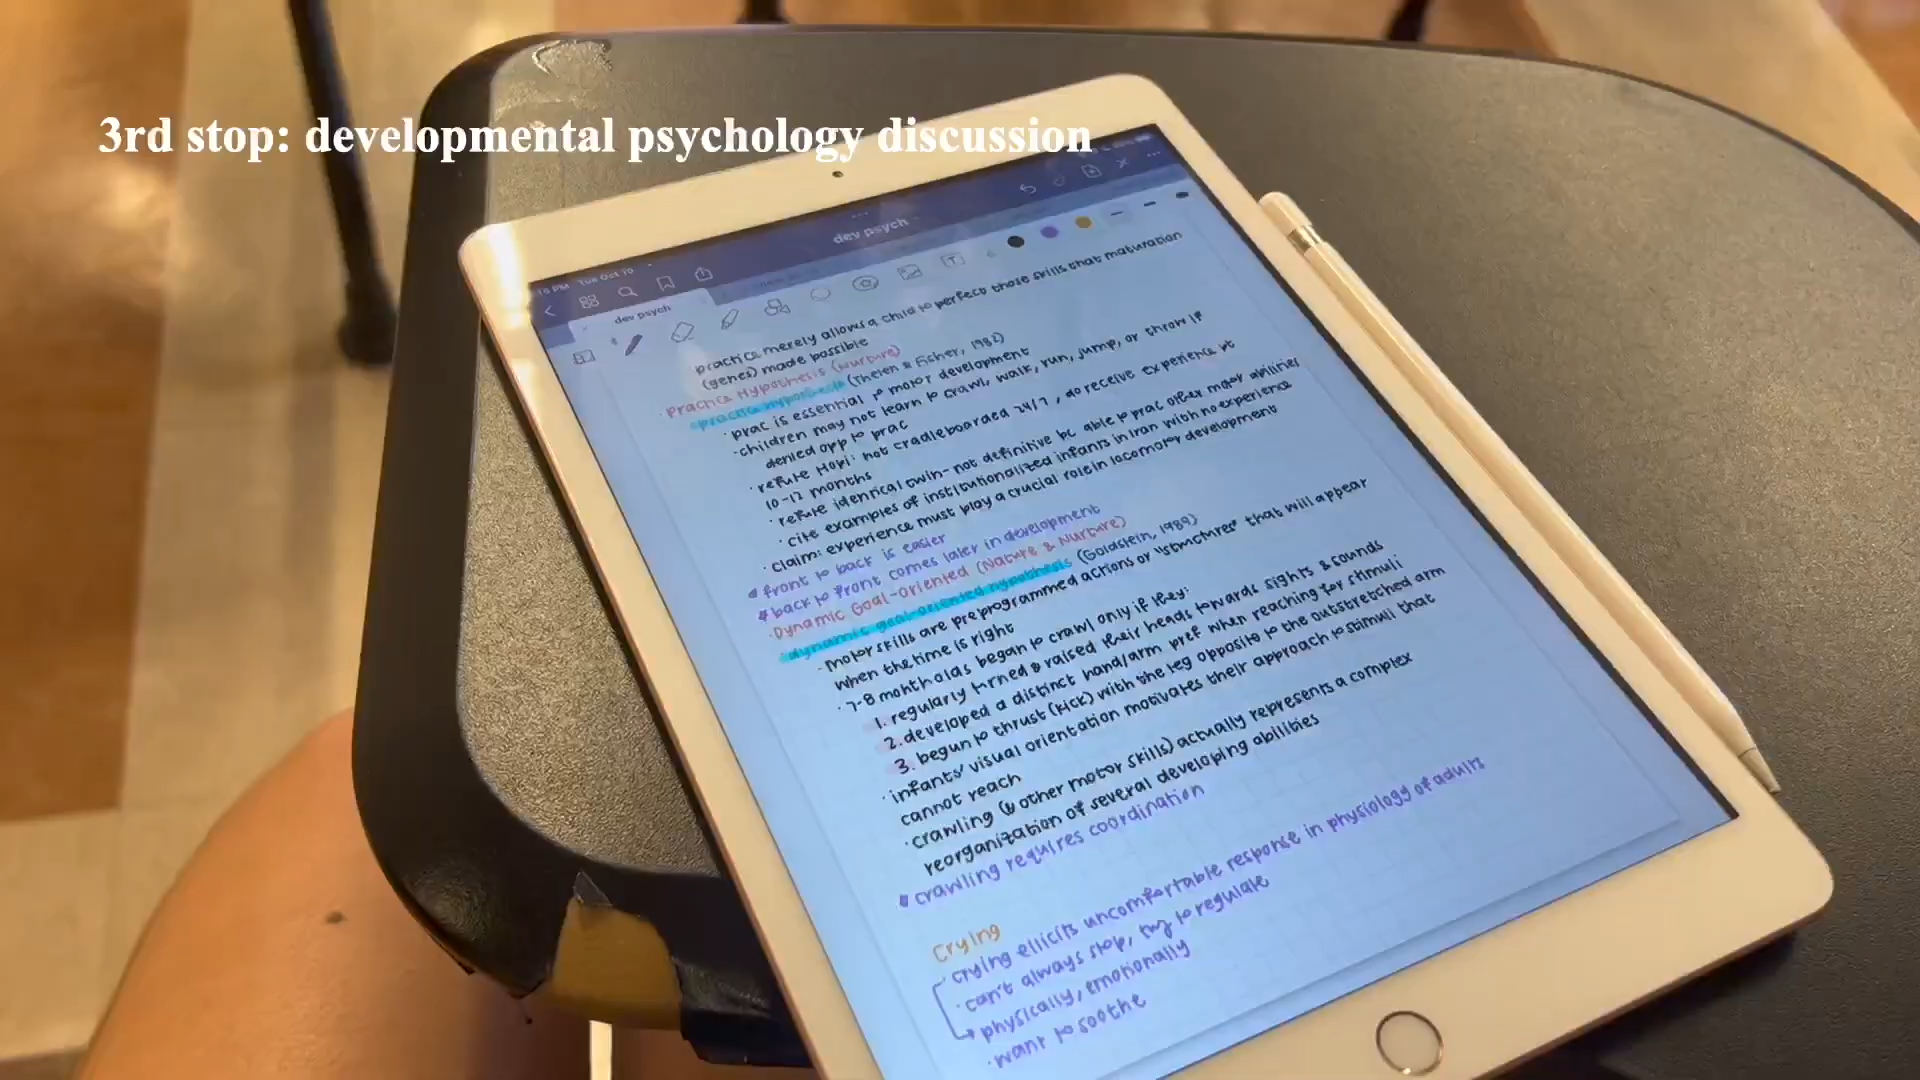 3rd stop: developmental psychology discussion
Tue Oct 10
dev psych
dev psych
practice merely allows a child to perfect those skills that maturation
(genes) made possible
· Practice Hypothesis (Nurture)
practice hypothesis (Thelen & Fisher, 1982)
· prac is essential to motor development
· children may not learn to crawl, walk, run, jump, or throw if
denied opp to prac
· refute Hopi: not cradleboarded 24/7, do receive experience at
10-12 months
· refute identical twin- not definitive bc able to prac other motor abilities
· cite examples of institutionalized infants in Iran with no experience
· claim: experience must play a crucial role in locomotor development
* front to back is easier
* back to front comes later in development
· Dynamic Goal-oriented (Nature & Nurture)
dynamic goal-oriented hypothesis (Goldstein, 1989)
· motor skills are preprogrammed actions or "structures" that will appear
when the time is right
· 7-8 month olds began to crawl only if they:
1. regularly turned & raised their heads towards sights & sounds
2. developed a distinct hand/arm pref when reaching for stimuli
3. begun to thrust (kick) with the leg opposite to the outstretched arm
· infants' visual orientation motivates their approach to stimuli that
cannot reach
· crawling (& other motor skills) actually represents a complex
reorganization of several developing abilities
* crawling requires coordination
Crying
· crying ellicits uncomfortable response in physiology of adults
· can't always stop, try to regulate
→ physically, emotionally
· want to soothe